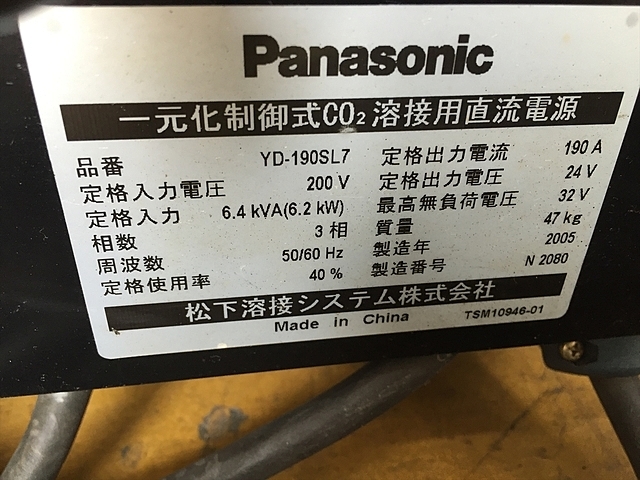 Panasonic
一元化制御式CO₂溶接用直流電源
品番 YD-190SL7
定格入力電圧 200 V
定格入力 6.4 kVA(6.2 kW)
相数 3 相
周波数 50/60 Hz
定格使用率 40 %
定格出力電流 190 A
定格出力電圧 24 V
最高無負荷電圧 32 V
質量 47 kg
製造年 2005
製造番号 N 2080
松下溶接システム株式会社
Made in China TSM10946-01